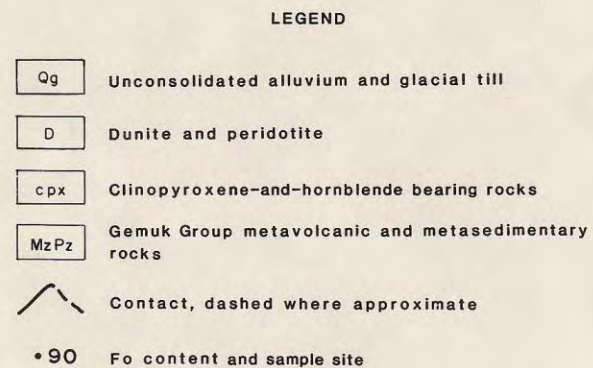 LEGEND
Qg Unconsolidated alluvium and glacial till
D Dunite and peridotite
cpx Clinopyroxene-and-hornblende bearing rocks
MzPz Gemuk Group metavolcanic and metasedimentary
rocks
Contact, dashed where approximate
•90 Fo content and sample site